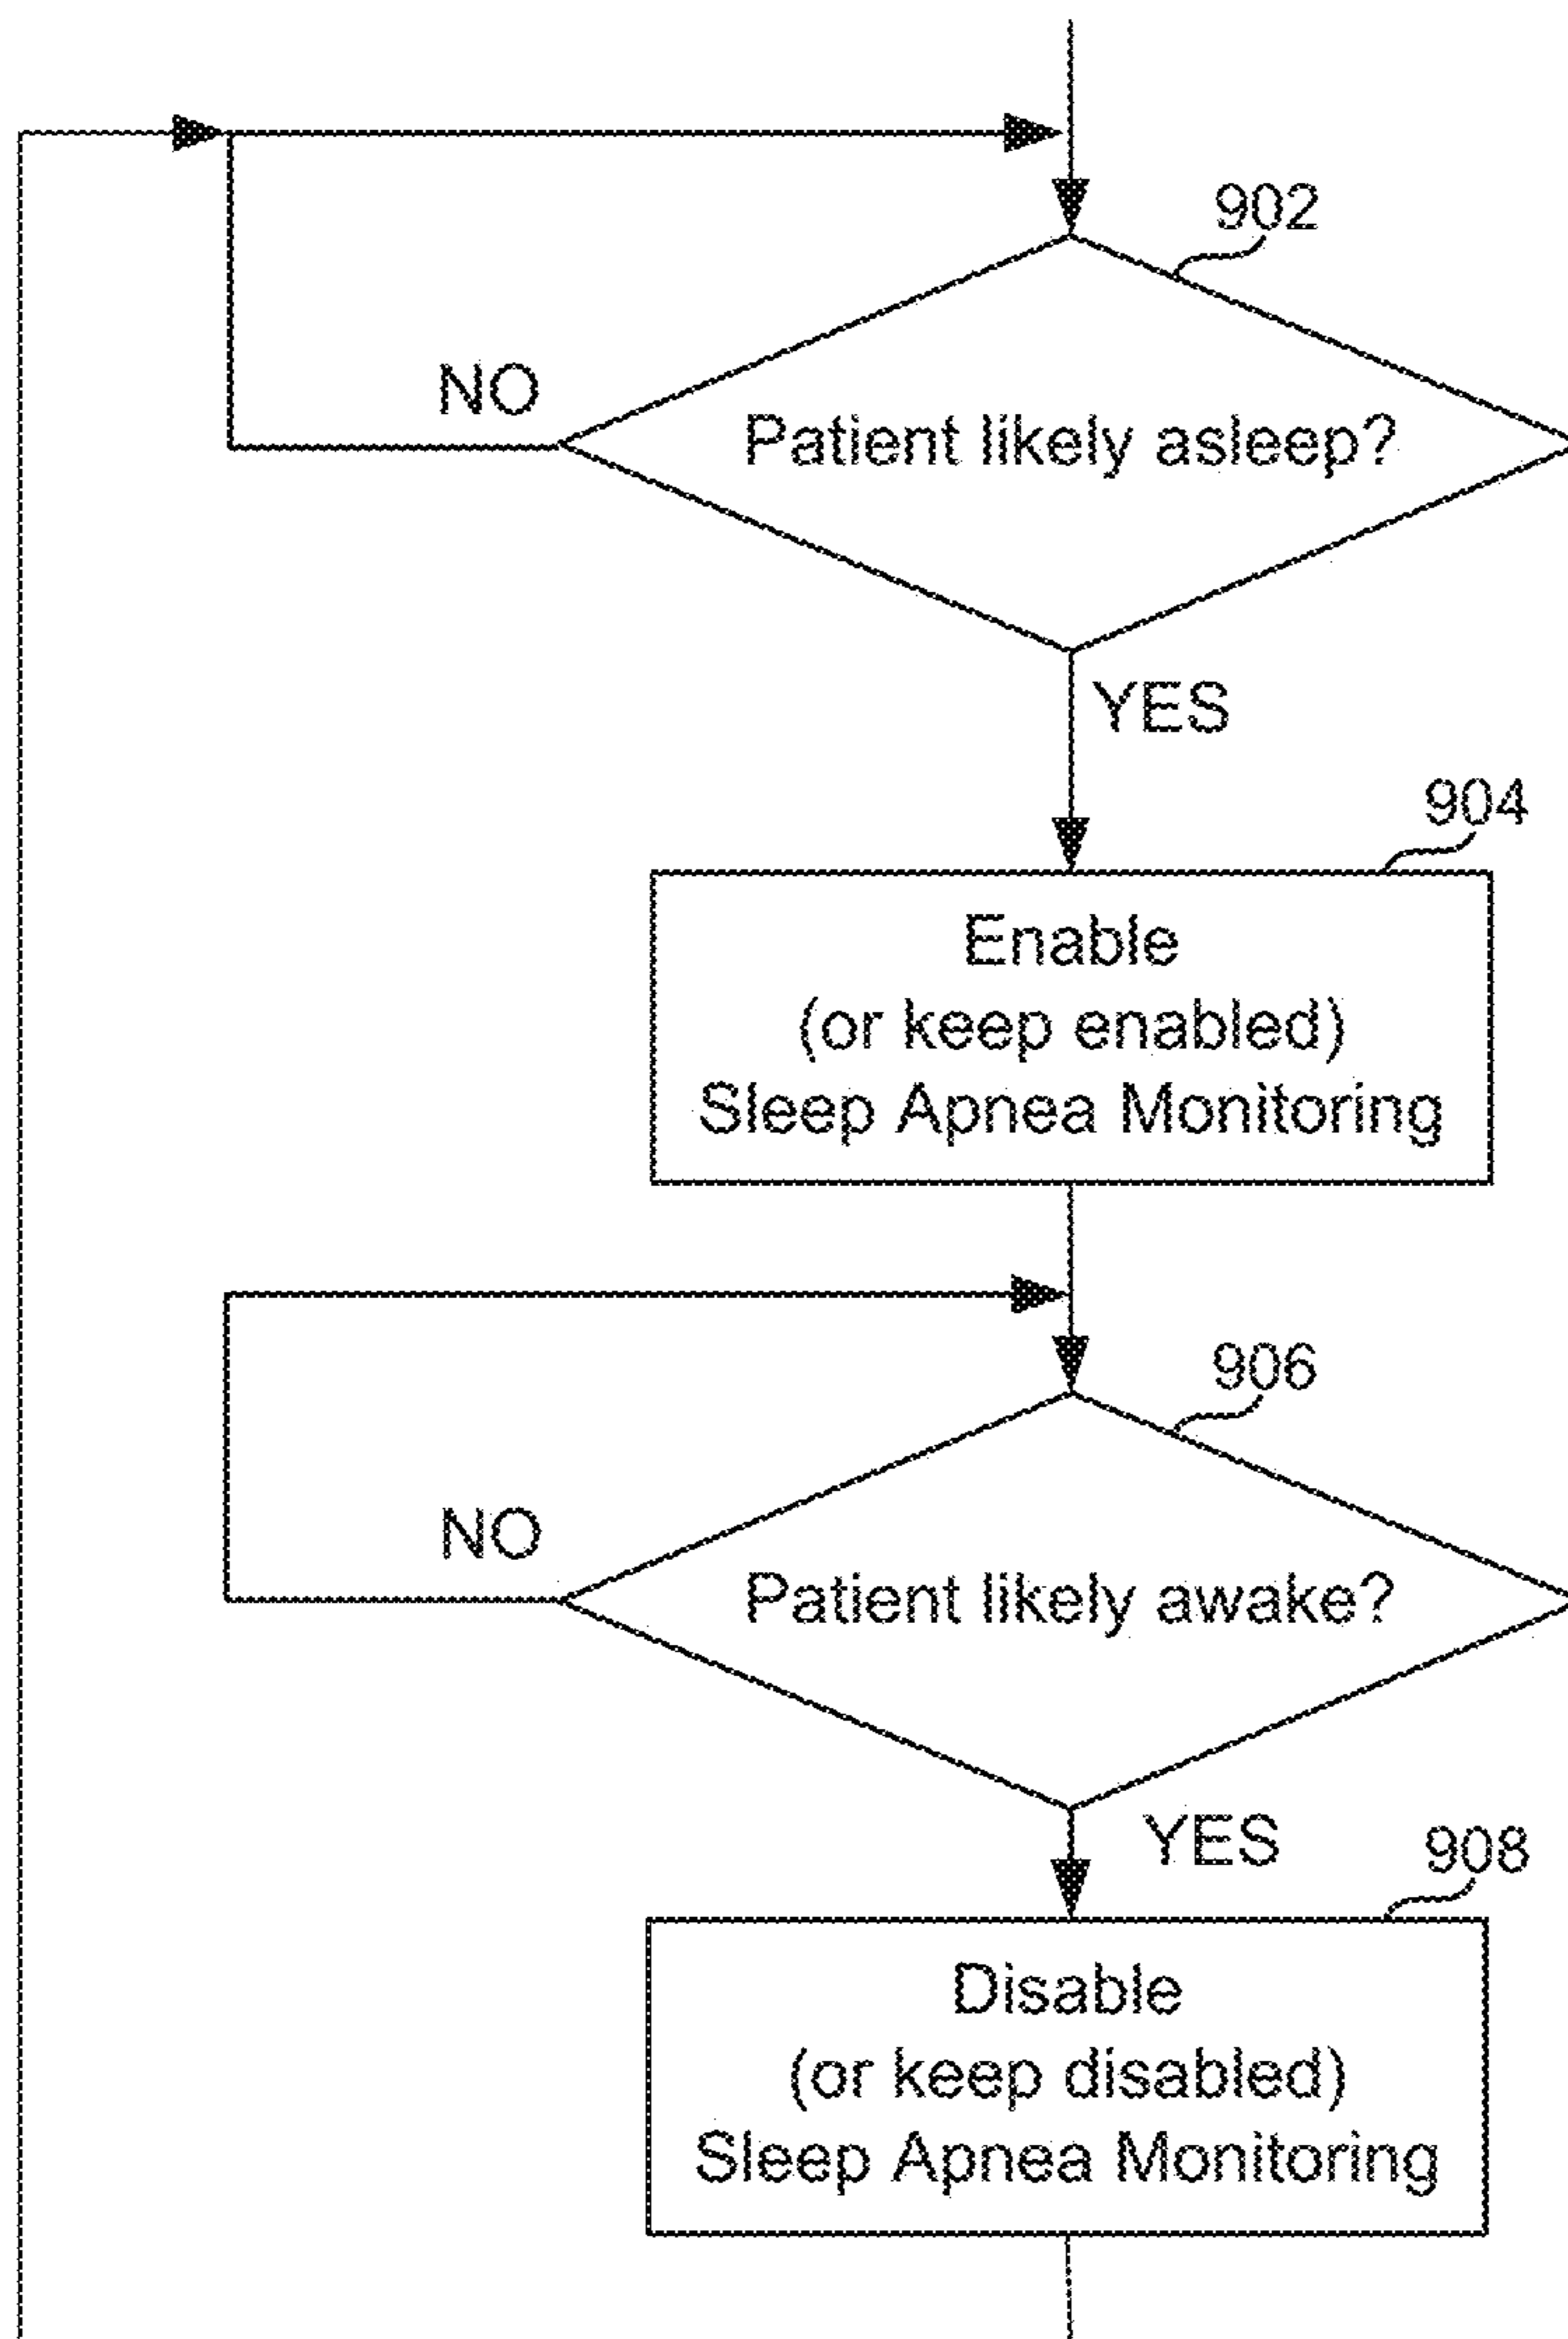 902
NO
Patient likely asleep?
YES
904
Enable
(or keep enabled)
Sleep Apnea Monitoring
906
NO
Patient likely awake?
YES
908
Disable
(or keep disabled)
Sleep Apnea Monitoring